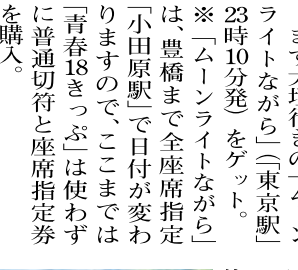 まず大垣行きの「ムーン
ライトながら」（「東京駅」
23時10分発）をゲット。
※「ムーンライトながら」
は、豊橋まで全座席指定
「小田原駅」で日付が変わ
りますので、ここまでは
「青春18きっぷ」は使わず
に普通切符と座席指定券
を購入。